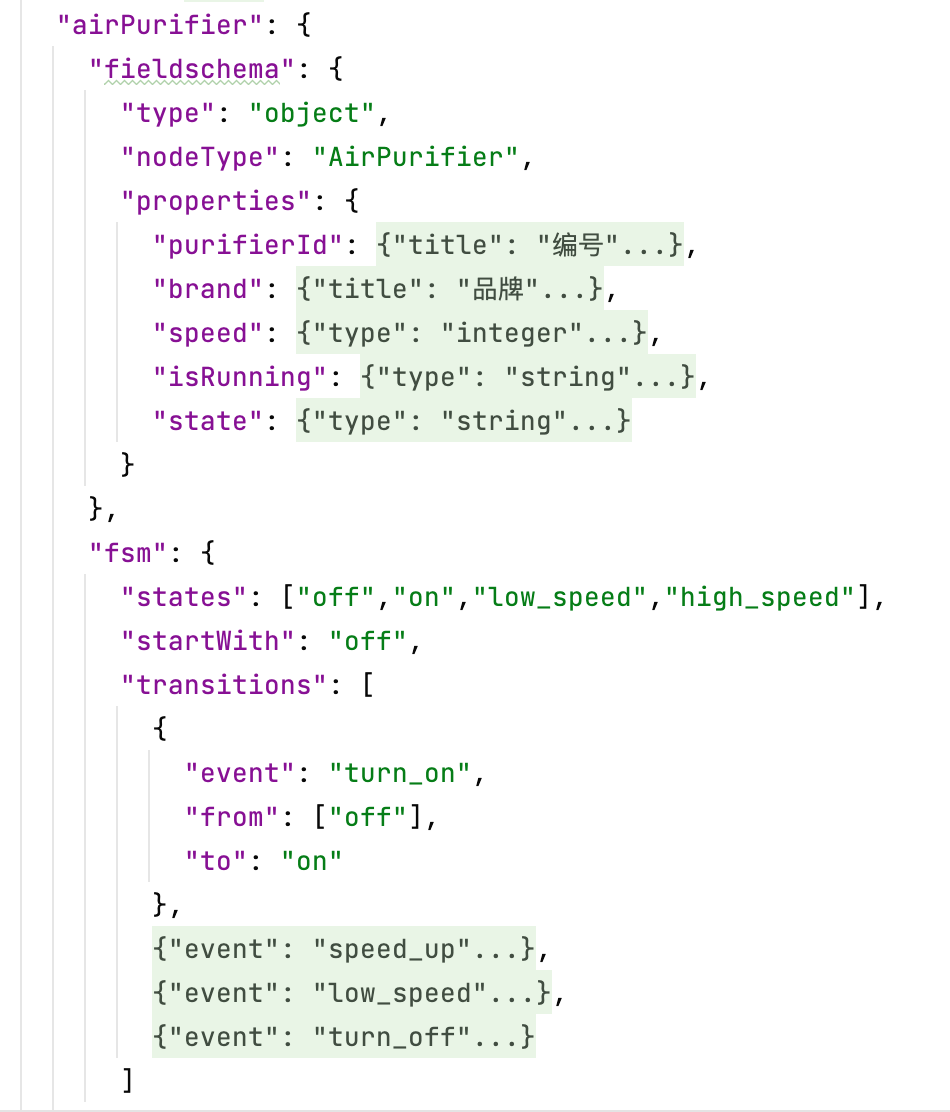 "airPurifier": {
"fieldschema": {
"type": "object",
"nodeType": "AirPurifier",
"properties": {
"purifierId": {"title": "编号"...},
"brand": {"title": "品牌"...},
"speed": {"type": "integer"...},
"isRunning": {"type": "string"...},
"state": {"type": "string"...}
}
},
"fsm": {
"states": ["off","on","low_speed","high_speed"],
"startWith": "off",
"transitions": [
{
"event": "turn_on",
"from": ["off"],
"to": "on"
},
{"event": "speed_up"...},
{"event": "low_speed"...},
{"event": "turn_off"...}
]